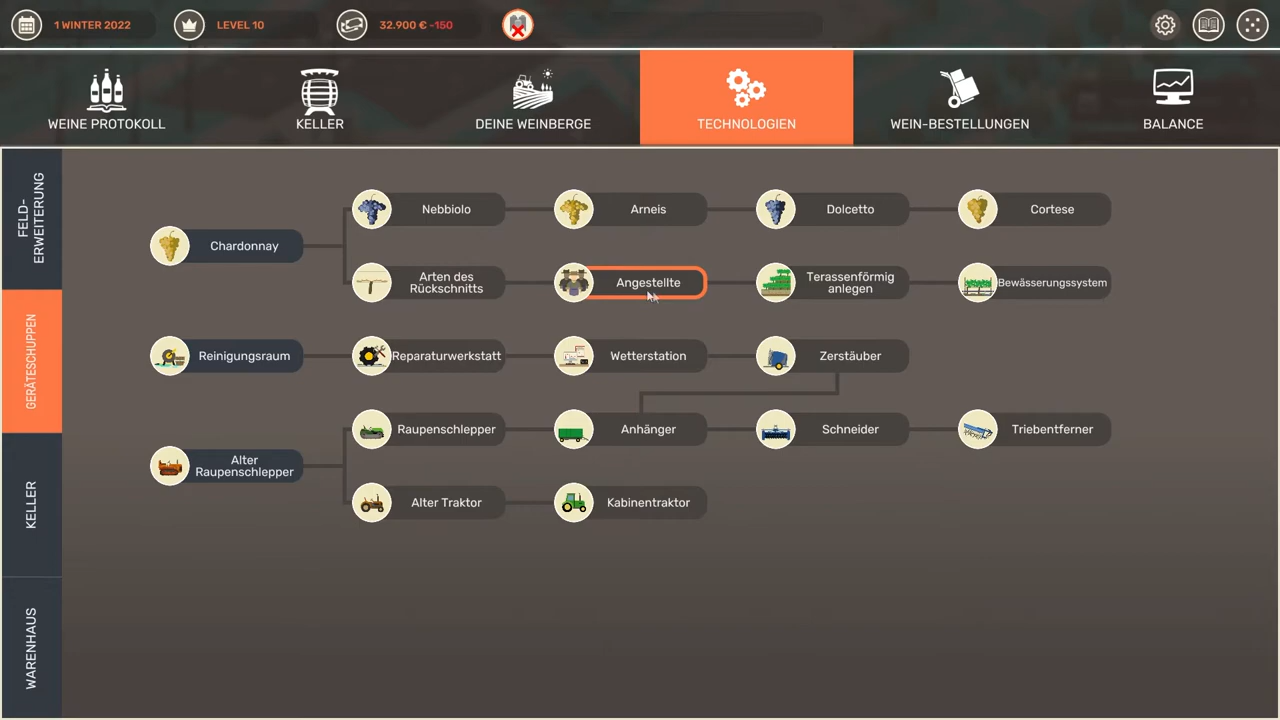 1 WINTER 2022
LEVEL 10
32.900 € -150
WEINE PROTOKOLL
KELLER
DEINE WEINBERGE
TECHNOLOGIEN
WEIN-BESTELLUNGEN
BALANCE
FELD-
ERWEITERUNG
GERÄTESCHUPPEN
KELLER
WARENHAUS
Nebbiolo
Arneis
Dolcetto
Cortese
Chardonnay
Arten des
Rückschnitts
Angestellte
Terassenförmig
anlegen
Bewässerungssystem
Reinigungsraum
Reparaturwerkstatt
Wetterstation
Zerstäuber
Raupenschlepper
Anhänger
Schneider
Triebentferner
Alter
Raupenschlepper
Alter Traktor
Kabinentraktor